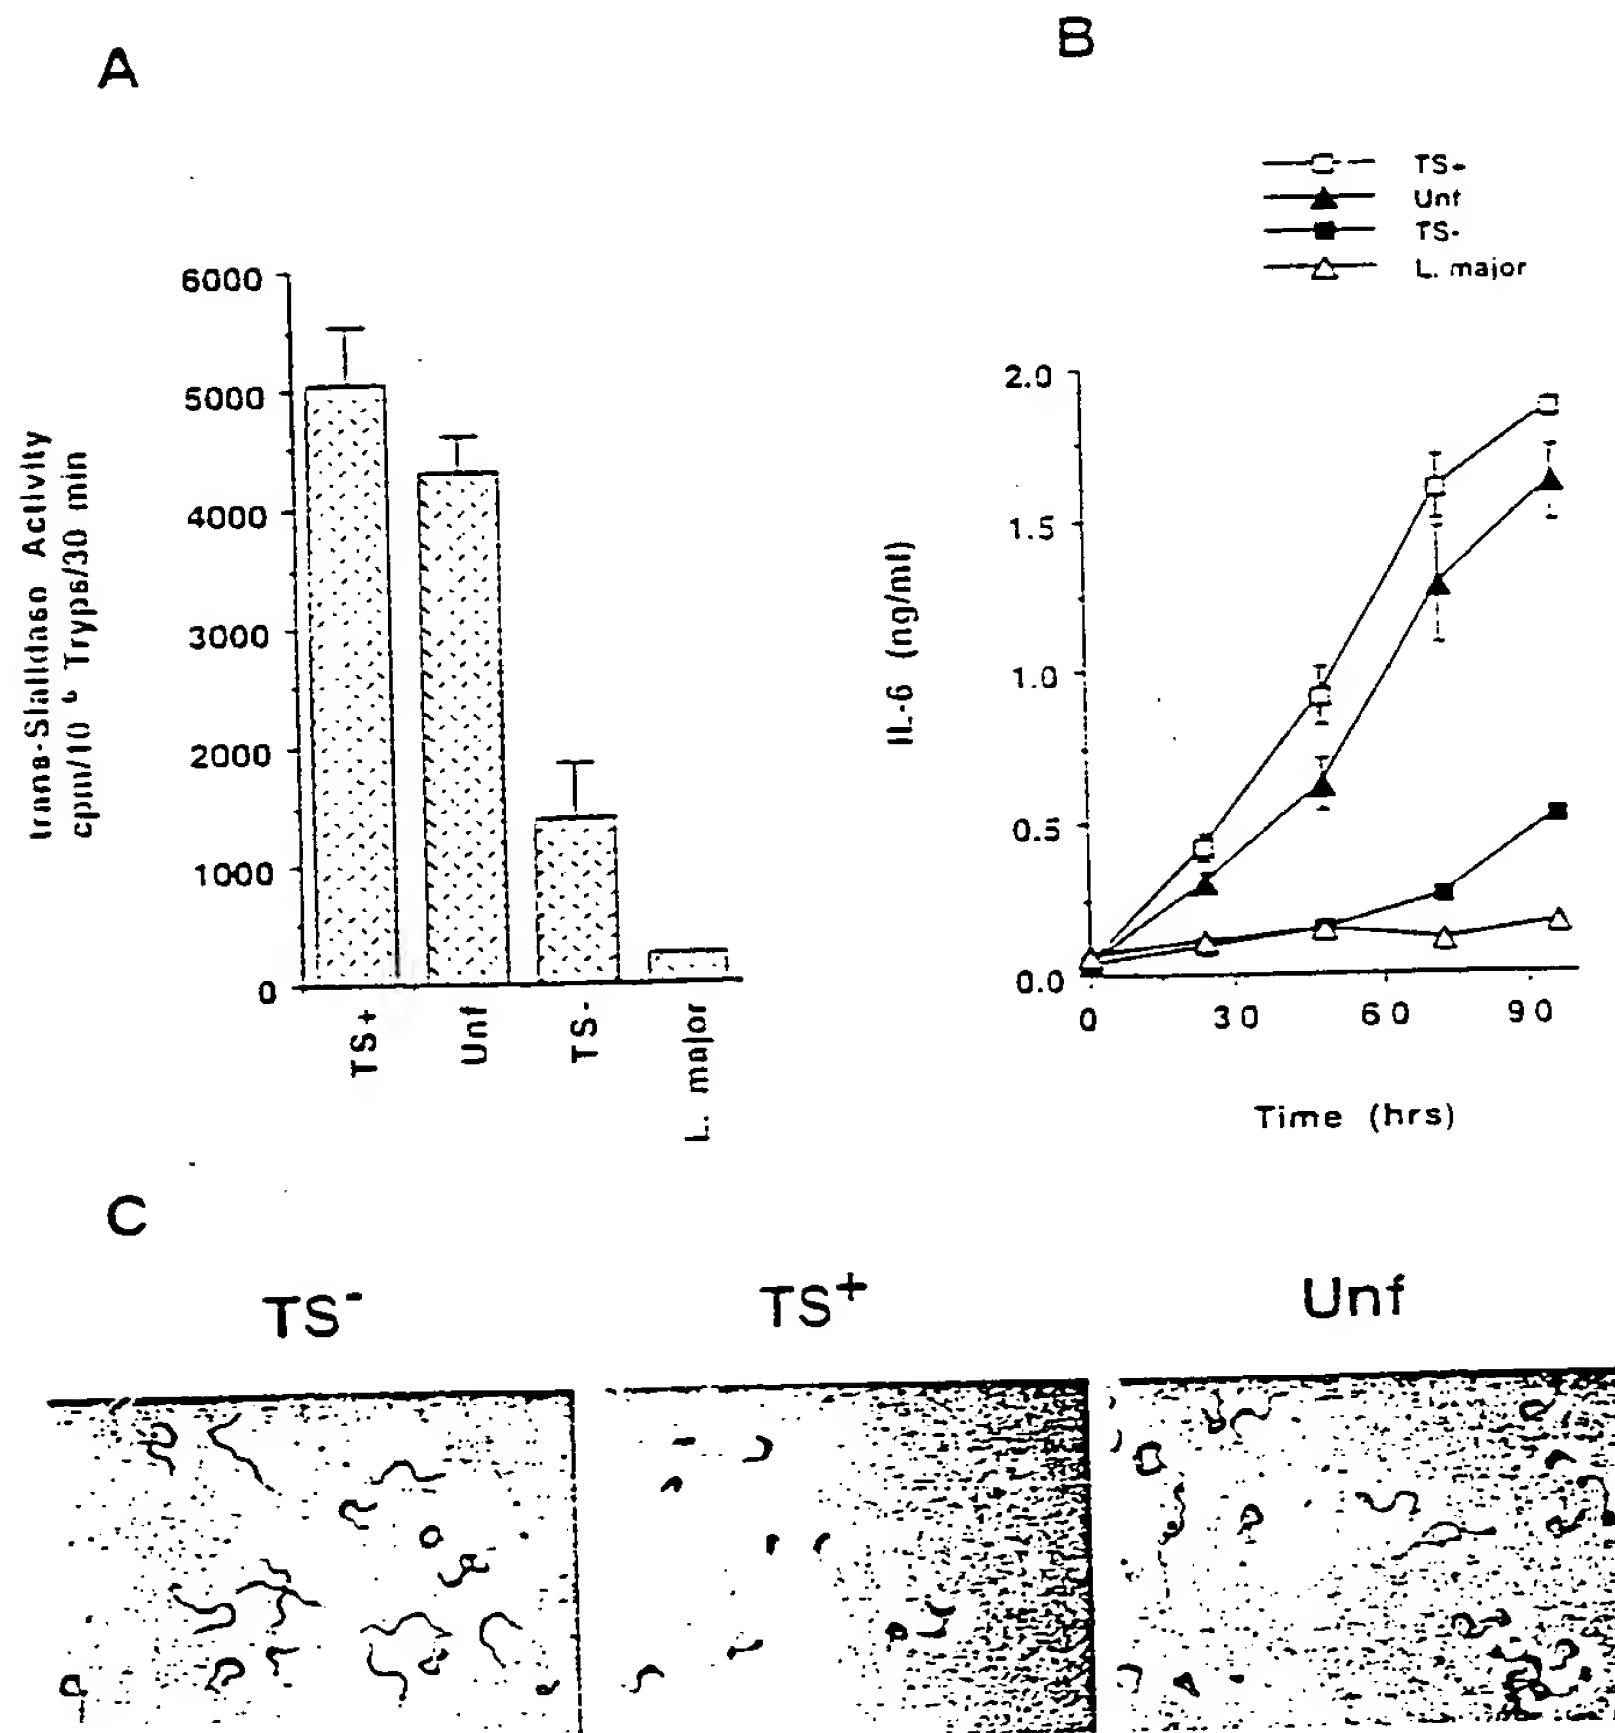 A
B
TS+
Unf
TS-
L. major
6000
5000
4000
3000
2000
1000
0
trans-Sialidase Activity
cpm/10 6 Tryps/30 min
TS+
Unf
TS-
L. major
2.0
1.5
1.0
0.5
0.0
IL-6 (ng/ml)
0
30
60
90
Time (hrs)
C
TS-
TS+
Unf